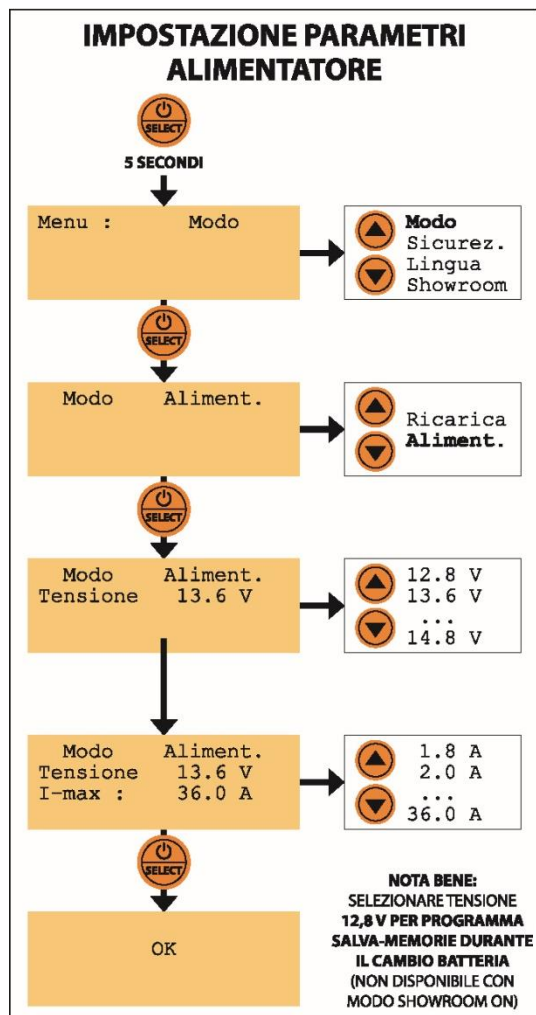 IMPOSTAZIONE PARAMETRI
ALIMENTATORE
SELECT
5 SECONDI
Menu : Modo
Modo
Sicurez.
Lingua
Showroom
SELECT
Modo Aliment.
Ricarica
Aliment.
SELECT
Modo Aliment.
Tensione 13.6 V
12.8 V
13.6 V
...
14.8 V
Modo Aliment.
Tensione 13.6 V
I-max : 36.0 A
1.8 A
2.0 A
...
36.0 A
SELECT
OK
NOTA BENE:
SELEZIONARE TENSIONE
12,8 V PER PROGRAMMA
SALVA-MEMORIE DURANTE
IL CAMBIO BATTERIA
(NON DISPONIBILE CON
MODO SHOWROOM ON)